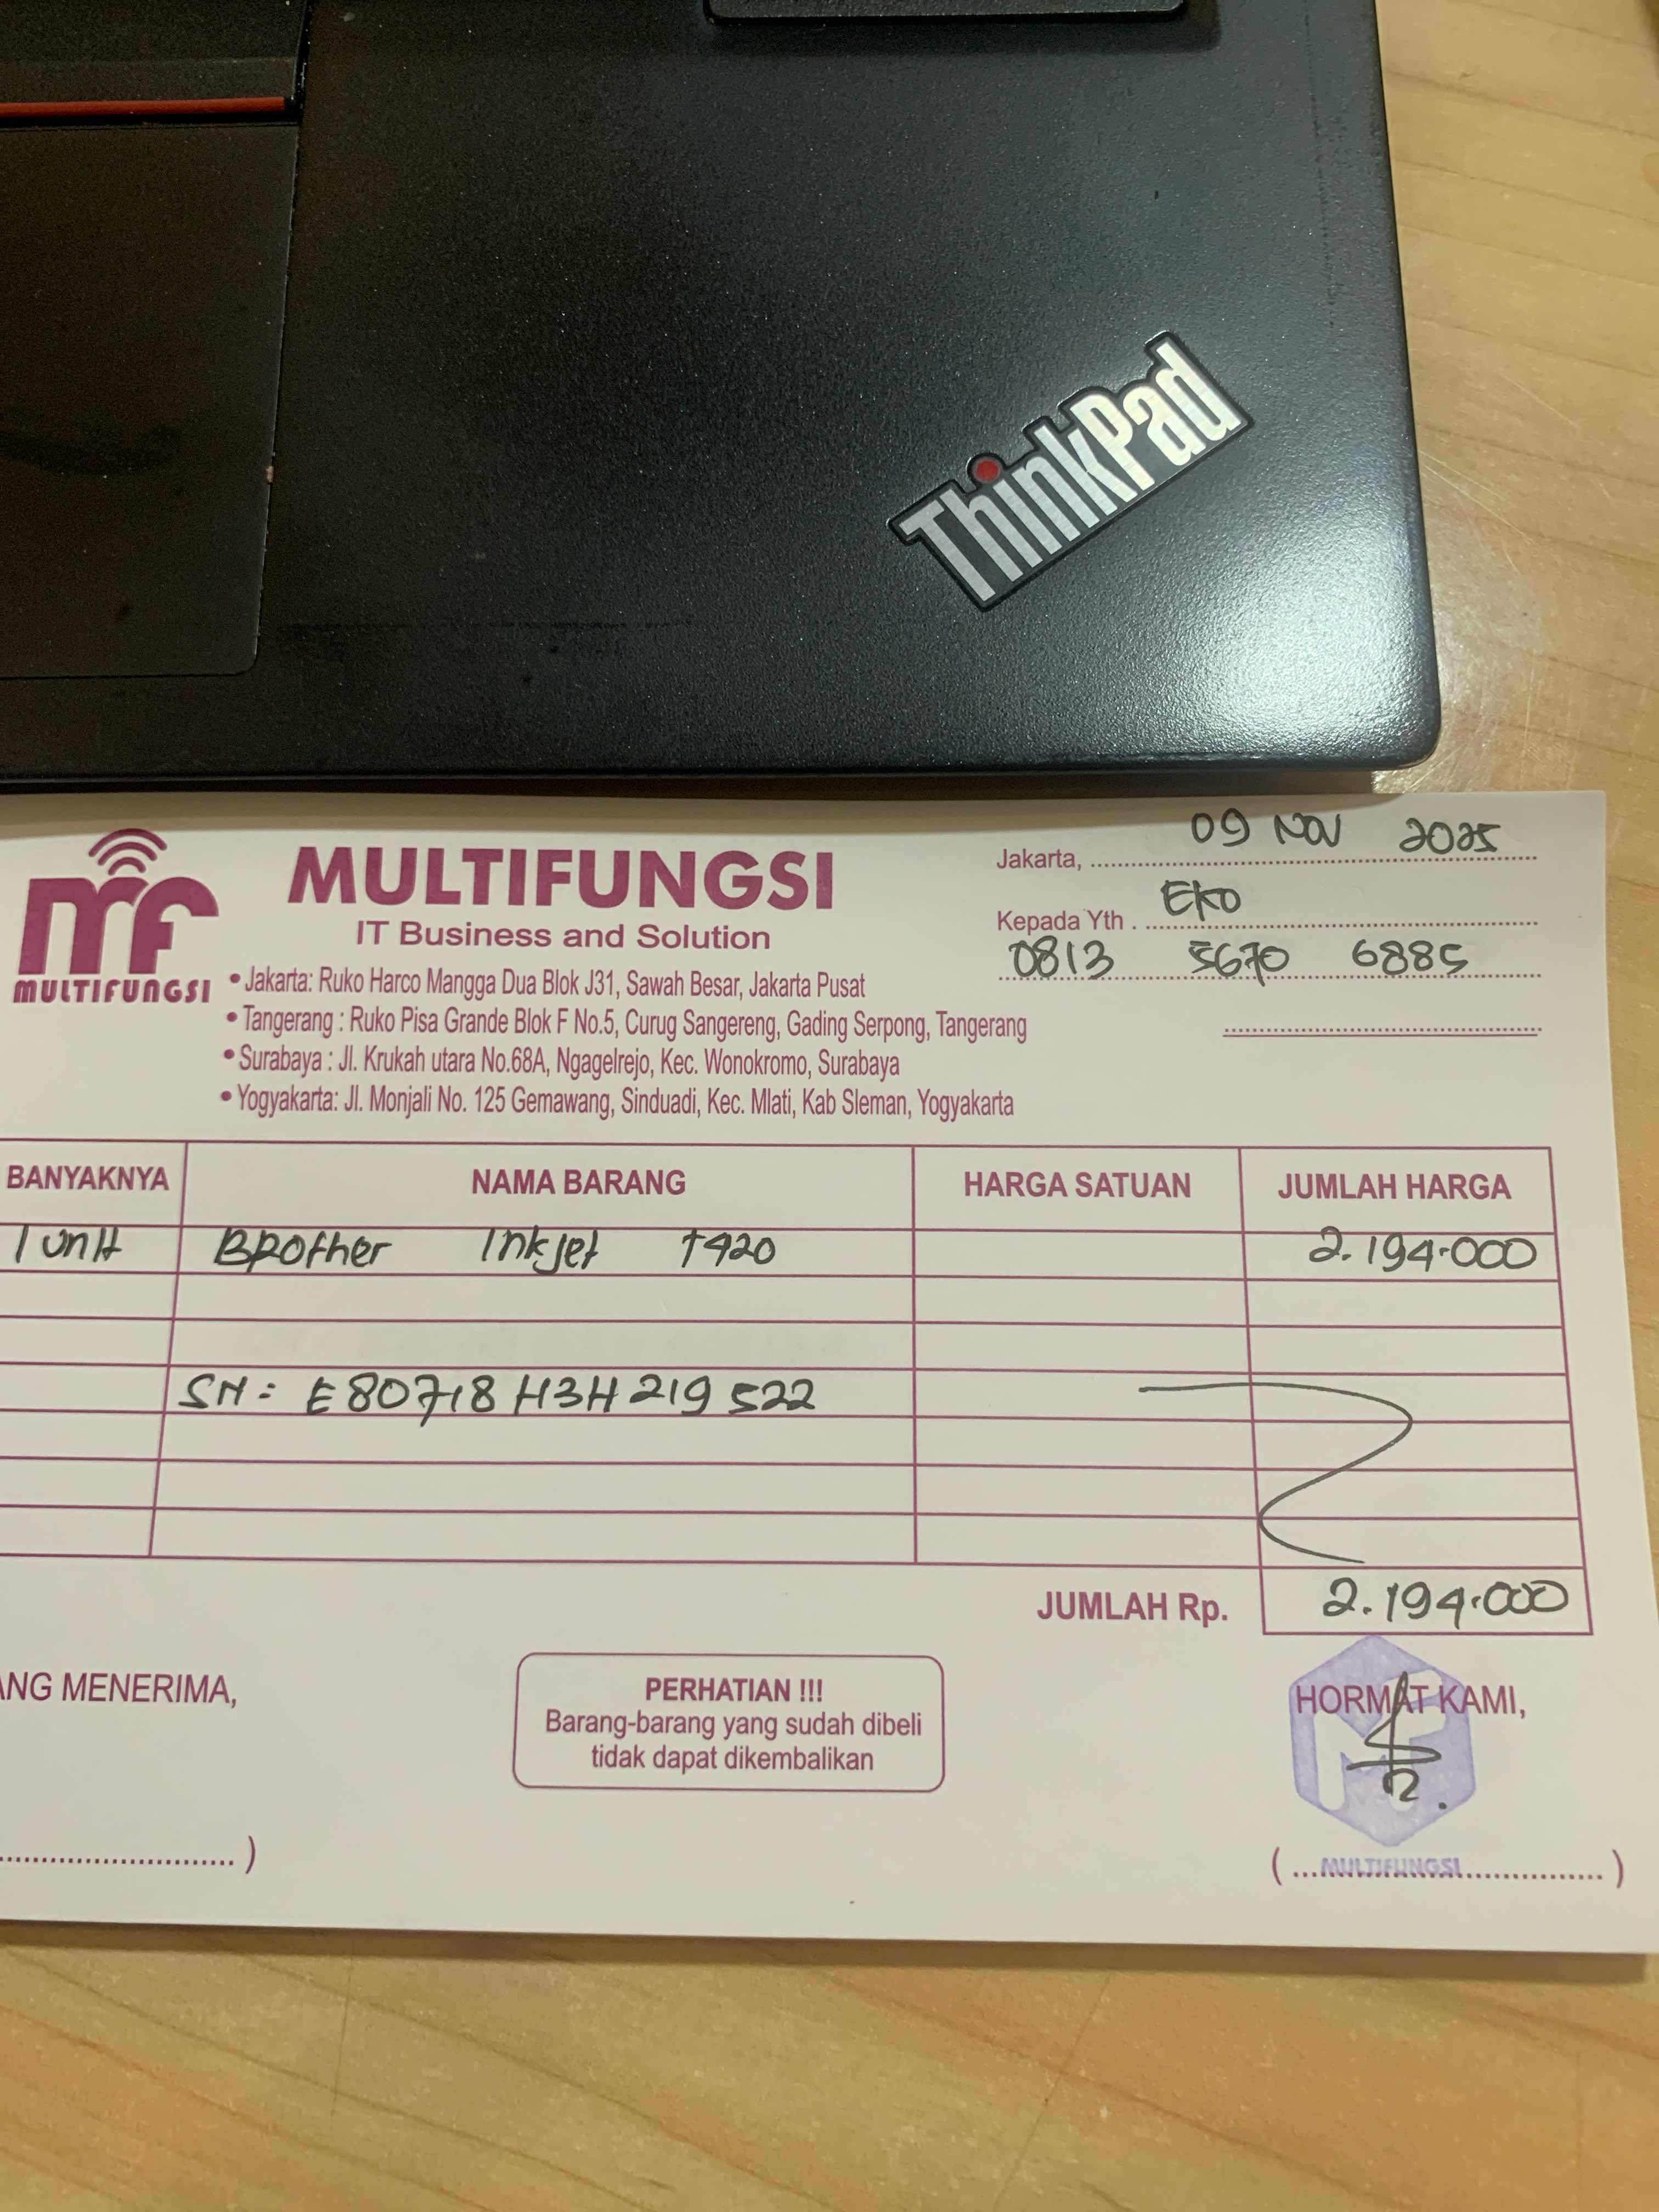 ThinkPad
09 NOV 2025
Jakarta,
MULTIFUNGSI
IT Business and Solution
Kepada Yth . Eko
0813 5670 6885
mf
MULTIFUNGSI
• Jakarta: Ruko Harco Mangga Dua Blok J31, Sawah Besar, Jakarta Pusat
• Tangerang : Ruko Pisa Grande Blok F No.5, Curug Sangereng, Gading Serpong, Tangerang
• Surabaya : Jl. Krukah utara No.68A, Ngagelrejo, Kec. Wonokromo, Surabaya
• Yogyakarta: Jl. Monjali No. 125 Gemawang, Sinduadi, Kec. Mlati, Kab Sleman, Yogyakarta
BANYAKNYA NAMA BARANG HARGA SATUAN JUMLAH HARGA
1 unit Brother Inkjet T420 2.194.000
SN: E80718H3H219522
JUMLAH Rp. 2.194.000
ANG MENERIMA,
PERHATIAN !!!
Barang-barang yang sudah dibeli
tidak dapat dikembalikan
HORMAT KAMI,
MULTIFUNGSI